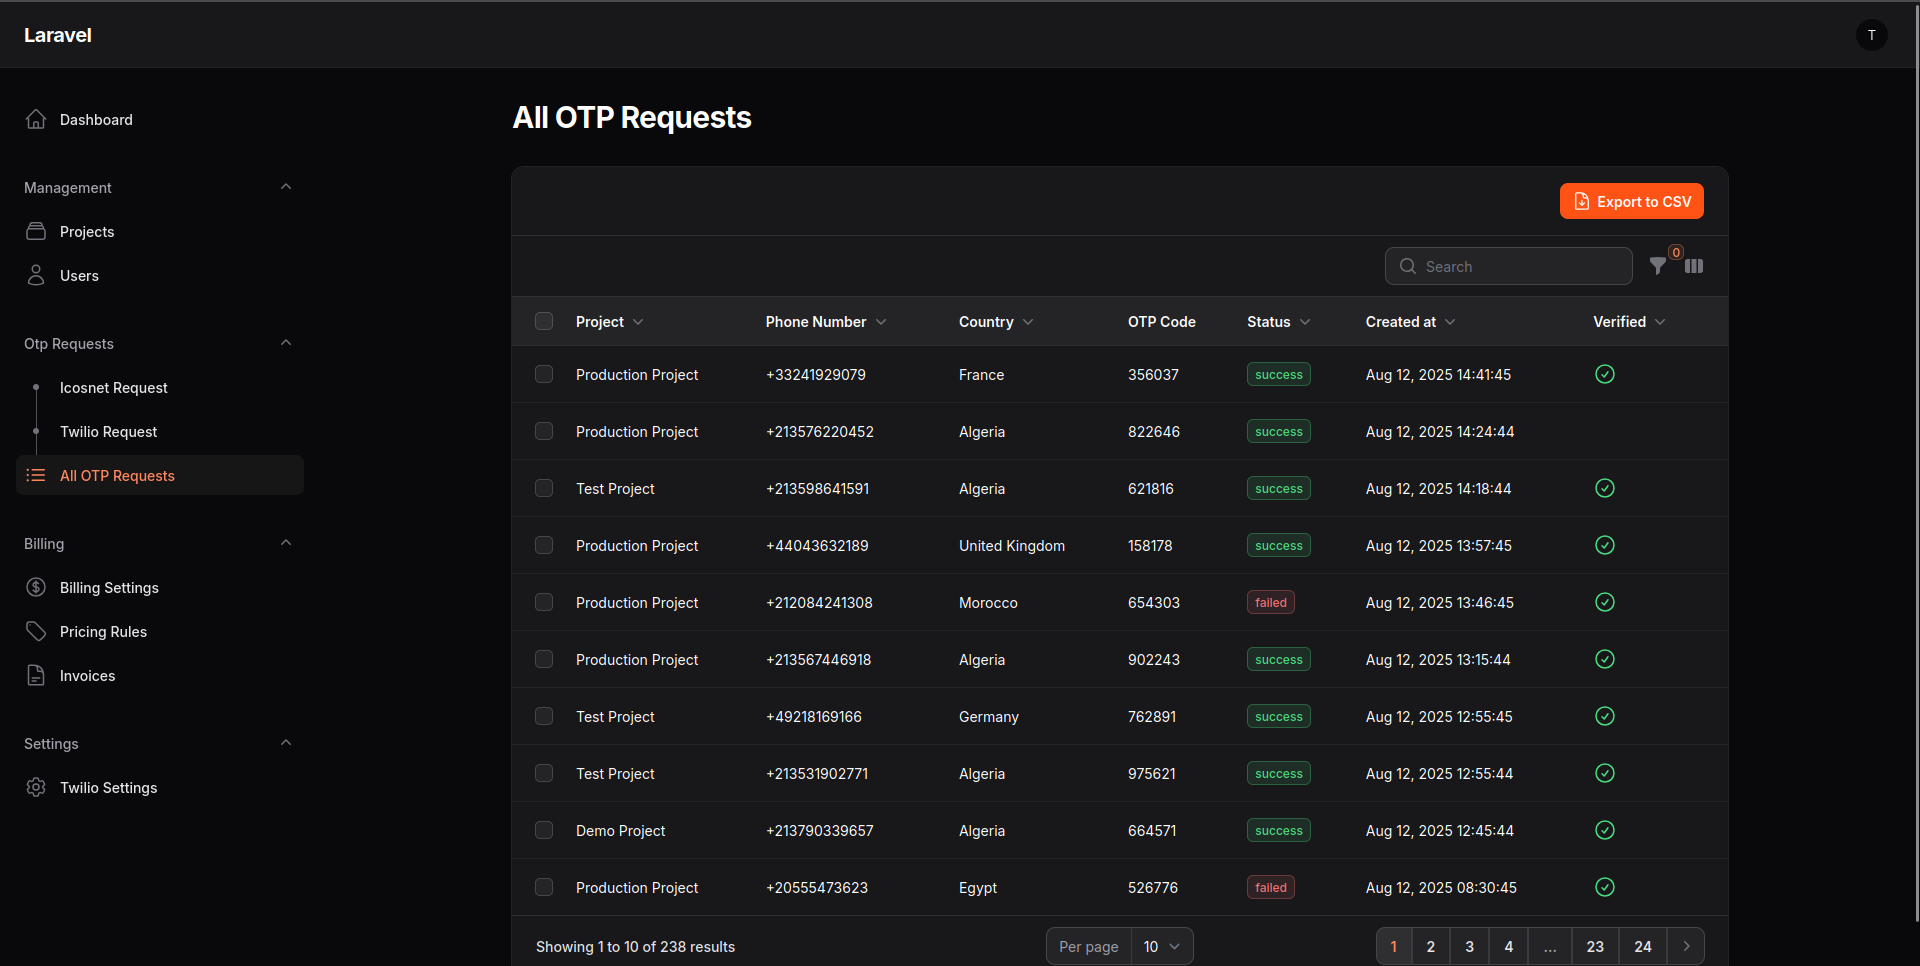 Laravel
T
Dashboard
Management
Projects
Users
Otp Requests
Icosnet Request
Twilio Request
All OTP Requests
Billing
Billing Settings
Pricing Rules
Invoices
Settings
Twilio Settings
All OTP Requests
Export to CSV
Search
0
Project Phone Number Country OTP Code Status Created at Verified
Production Project +33241929079 France 356037 success Aug 12, 2025 14:41:45
Production Project +213576220452 Algeria 822646 success Aug 12, 2025 14:24:44
Test Project +213598641591 Algeria 621816 success Aug 12, 2025 14:18:44
Production Project +44043632189 United Kingdom 158178 success Aug 12, 2025 13:57:45
Production Project +212084241308 Morocco 654303 failed Aug 12, 2025 13:46:45
Production Project +213567446918 Algeria 902243 success Aug 12, 2025 13:15:44
Test Project +49218169166 Germany 762891 success Aug 12, 2025 12:55:45
Test Project +213531902771 Algeria 975621 success Aug 12, 2025 12:55:44
Demo Project +213790339657 Algeria 664571 success Aug 12, 2025 12:45:44
Production Project +20555473623 Egypt 526776 failed Aug 12, 2025 08:30:45
Showing 1 to 10 of 238 results Per page 10 1 2 3 4 ... 23 24